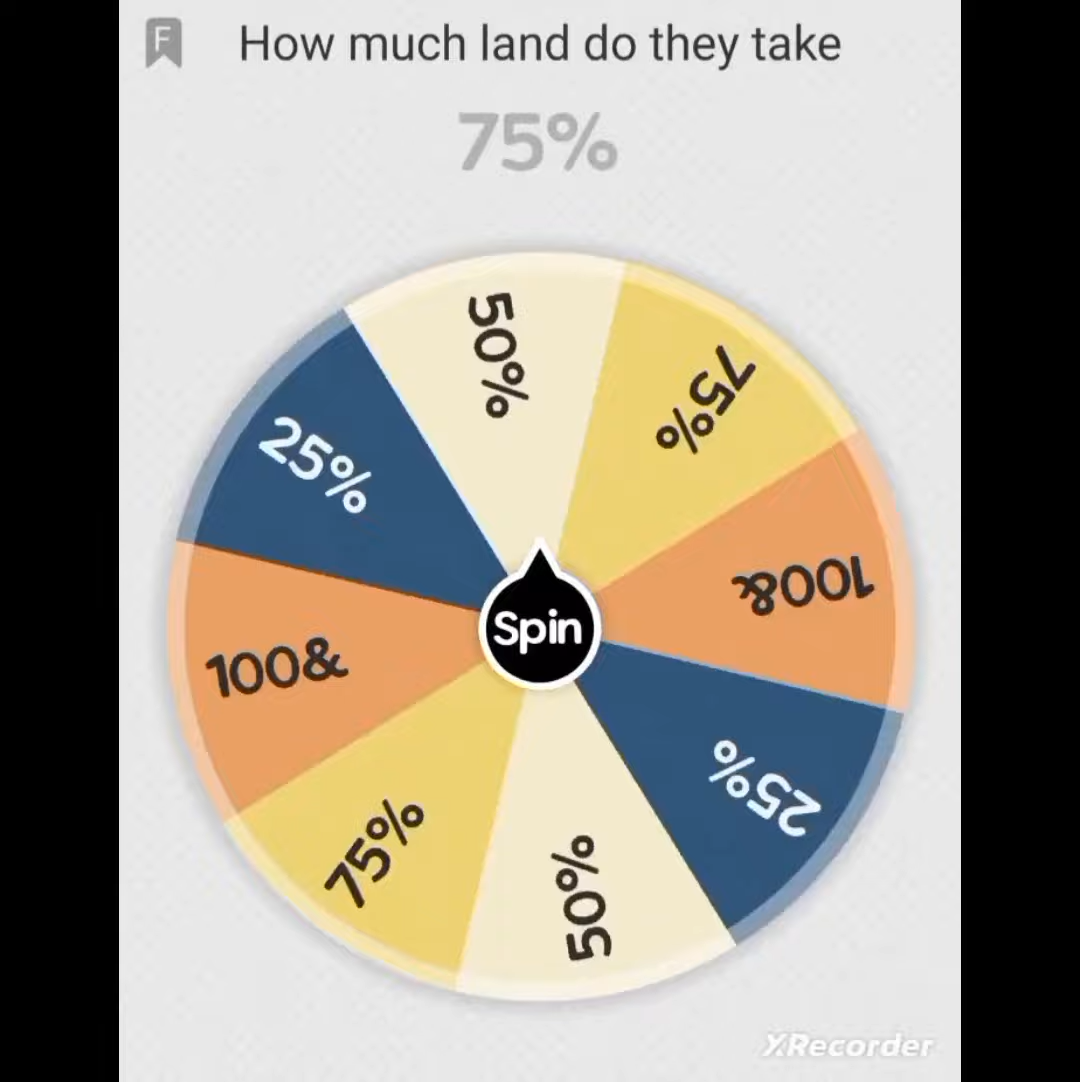 F
How much land do they take
75%
50%
75%
25%
100&
Spin
100&
25%
75%
50%
XRecorder